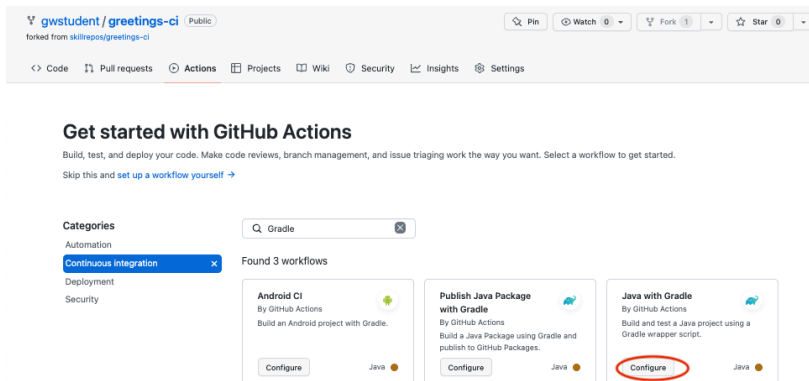 gwstudent / greetings-ci Public
forked from skillrepos/greetings-ci
Pin
Watch 0
Fork 1
Star 0
Code
Pull requests
Actions
Projects
Wiki
Security
Insights
Settings
Get started with GitHub Actions
Build, test, and deploy your code. Make code reviews, branch management, and issue triaging work the way you want. Select a workflow to get started.
Skip this and set up a workflow yourself →
Categories
Automation
Continuous integration
Deployment
Security
Gradle
Found 3 workflows
Android CI
By GitHub Actions
Build an Android project with Gradle.
Configure
Java
Publish Java Package
with Gradle
By GitHub Actions
Build a Java Package using Gradle and
publish to GitHub Packages.
Configure
Java
Java with Gradle
By GitHub Actions
Build and test a Java project using a
Gradle wrapper script.
Configure
Java